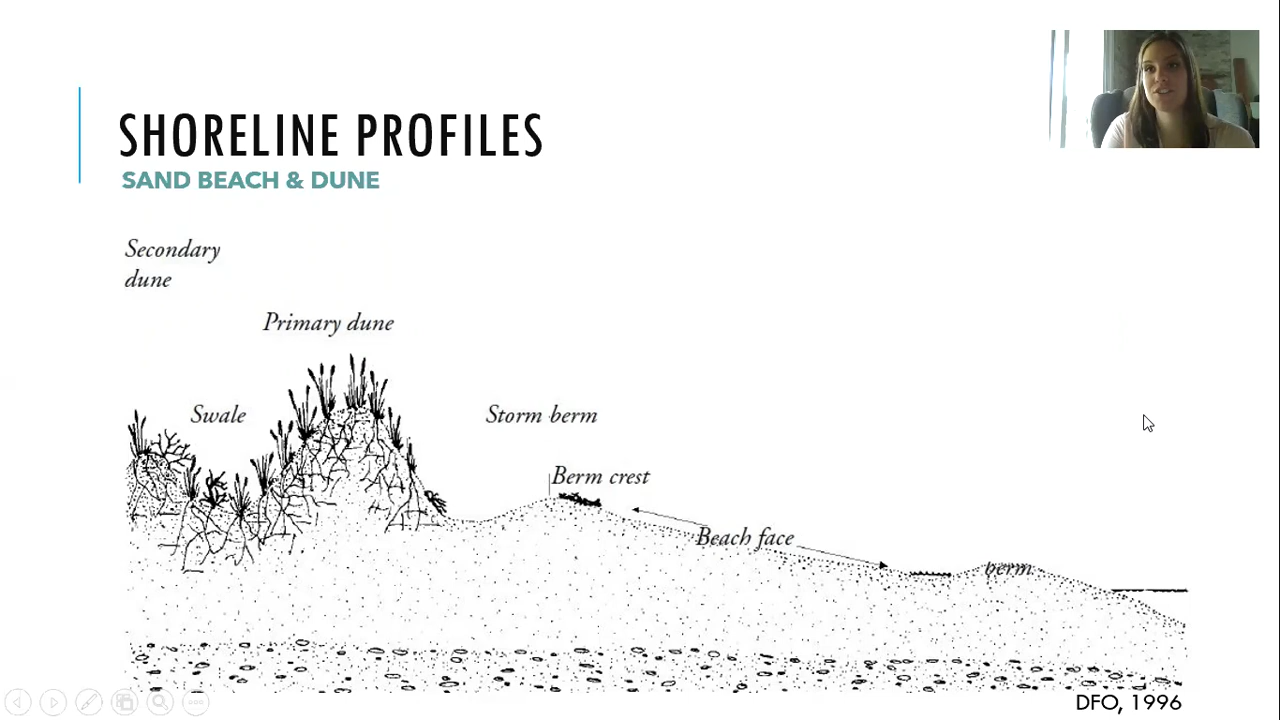 SHORELINE PROFILES
SAND BEACH & DUNE
Secondary
dune
Primary dune
Swale
Storm berm
Berm crest
Beach face
berm
DFO, 1996